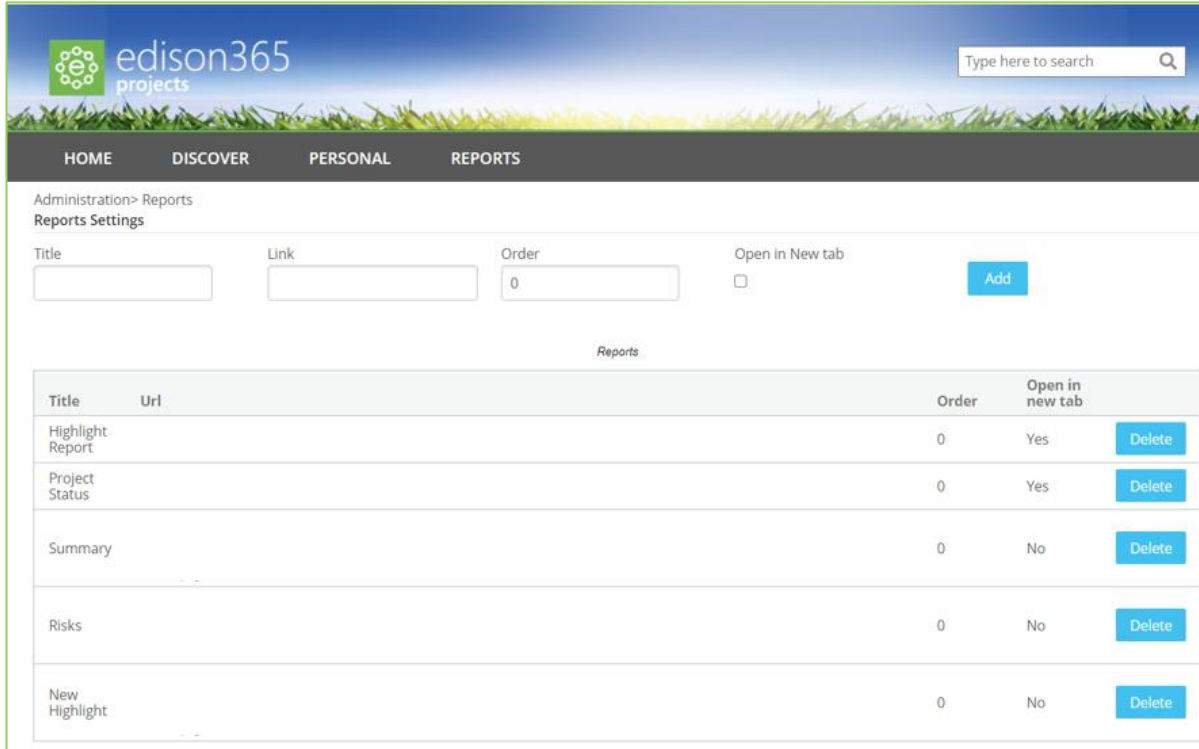 edison365
projects
Type here to search
HOME DISCOVER PERSONAL REPORTS
Administration> Reports
Reports Settings
Title Link Order Open in New tab
0 Add
Reports
Title Url Order Open in
new tab
Highlight
Report 0 Yes Delete
Project
Status 0 Yes Delete
Summary 0 No Delete
Risks 0 No Delete
New
Highlight 0 No Delete